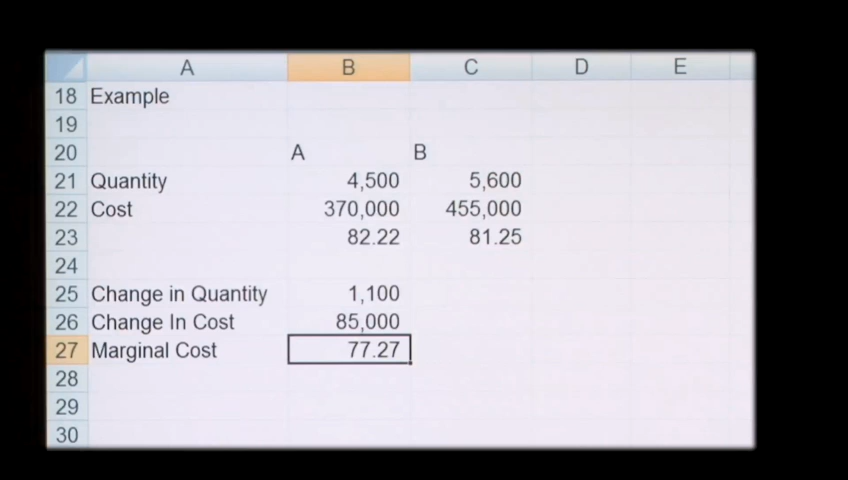 A B C D E
18 Example
19
20 A B
21 Quantity 4,500 5,600
22 Cost 370,000 455,000
23 82.22 81.25
24
25 Change in Quantity 1,100
26 Change In Cost 85,000
27 Marginal Cost 77.27
28
29
30